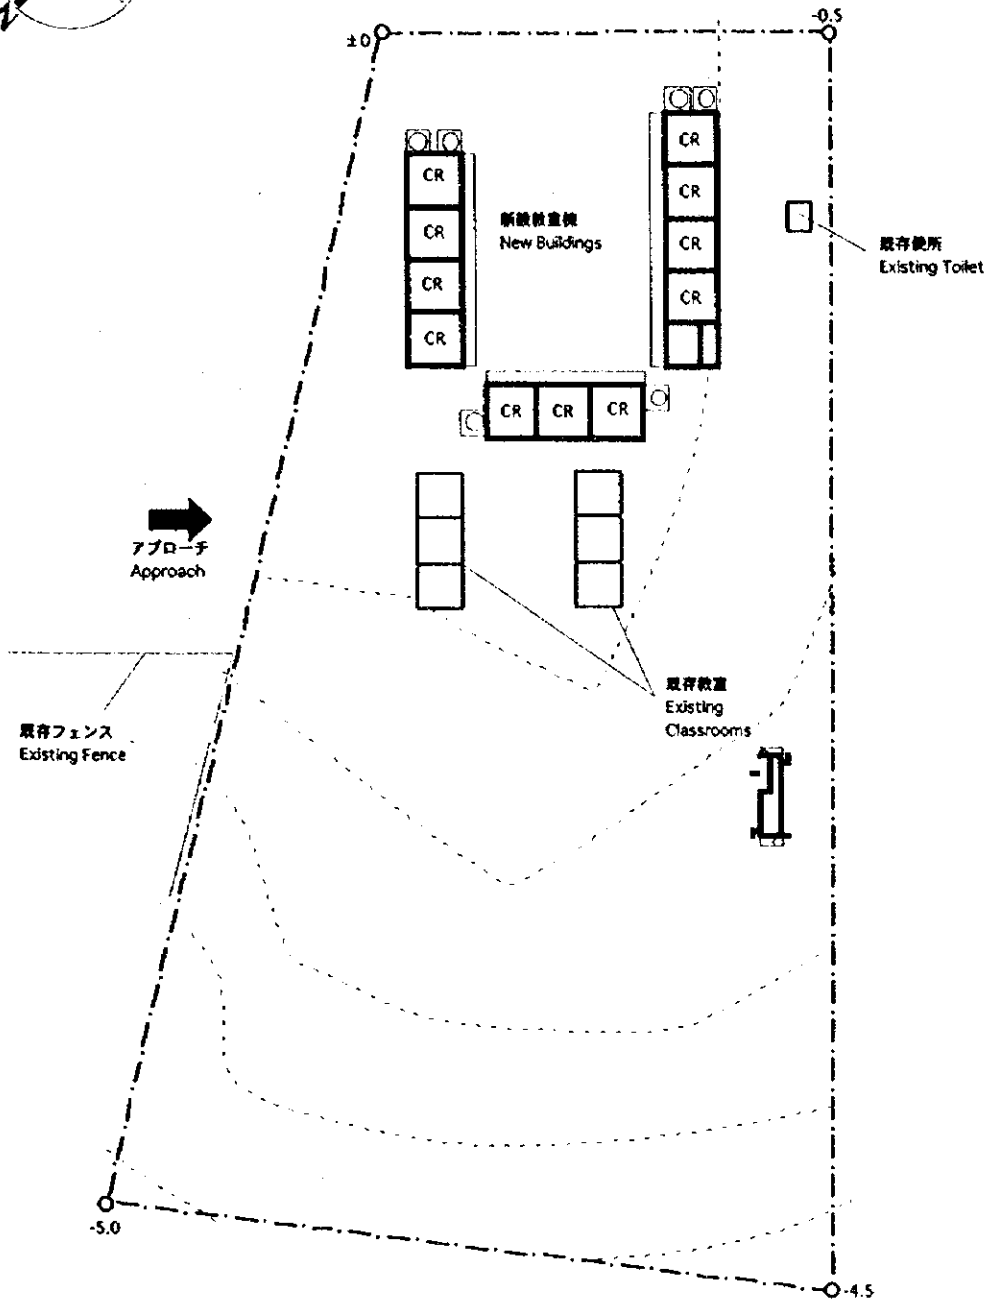 N
±0
-0.5
CR
CR
CR
CR
CR
CR
CR
CR
新設教室棟
New Buildings
既存便所
Existing Toilet
CR
CR
CR
アプローチ
Approach
既存教室
Existing
Classrooms
既存フェンス
Existing Fence
-5.0
-4.5